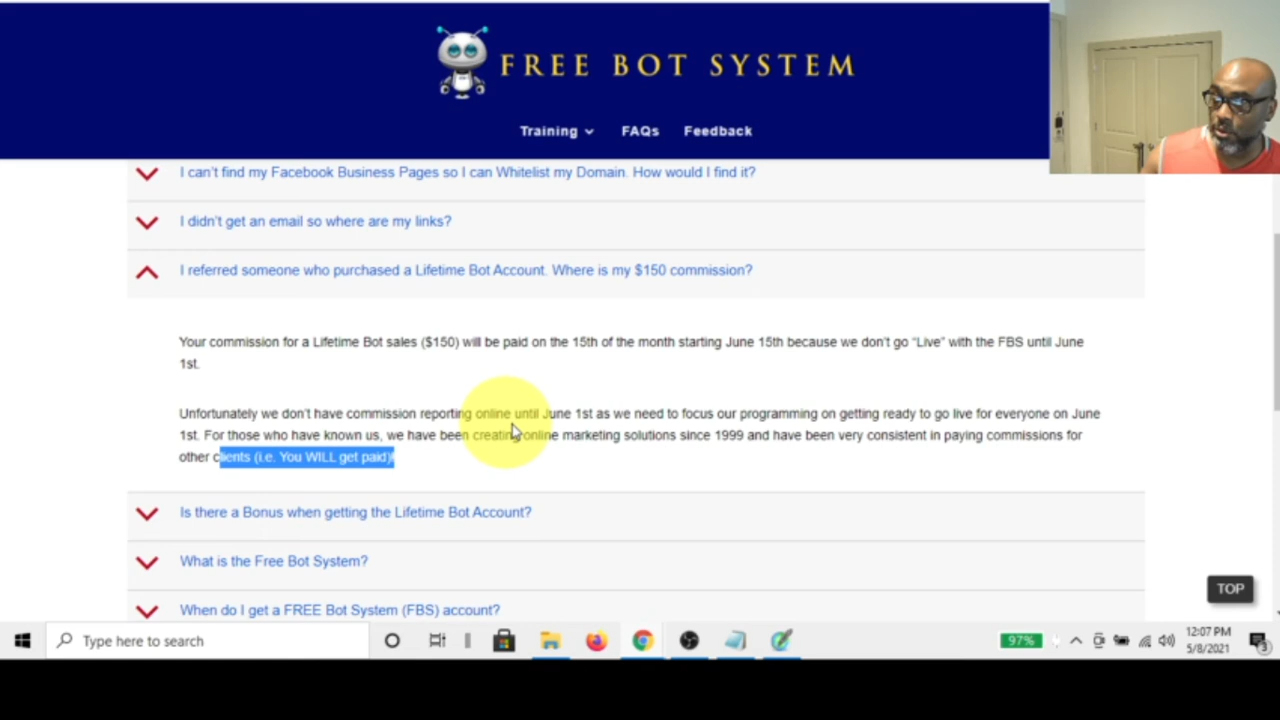 FREE BOT SYSTEM
Training FAQs Feedback
I can't find my Facebook Business Pages so I can Whitelist my Domain. How would I find it?
I didn't get an email so where are my links?
I referred someone who purchased a Lifetime Bot Account. Where is my $150 commission?
Your commission for a Lifetime Bot sales ($150) will be paid on the 15th of the month starting June 15th because we don't go “Live” with the FBS until June
1st.
Unfortunately we don't have commission reporting online until June 1st as we need to focus our programming on getting ready to go live for everyone on June
1st. For those who have known us, we have been creating online marketing solutions since 1999 and have been very consistent in paying commissions for
other clients (i.e. You WILL get paid)!
Is there a Bonus when getting the Lifetime Bot Account?
What is the Free Bot System?
When do I get a FREE Bot System (FBS) account?
TOP
Type here to search
97%
12:07 PM
5/8/2021
3